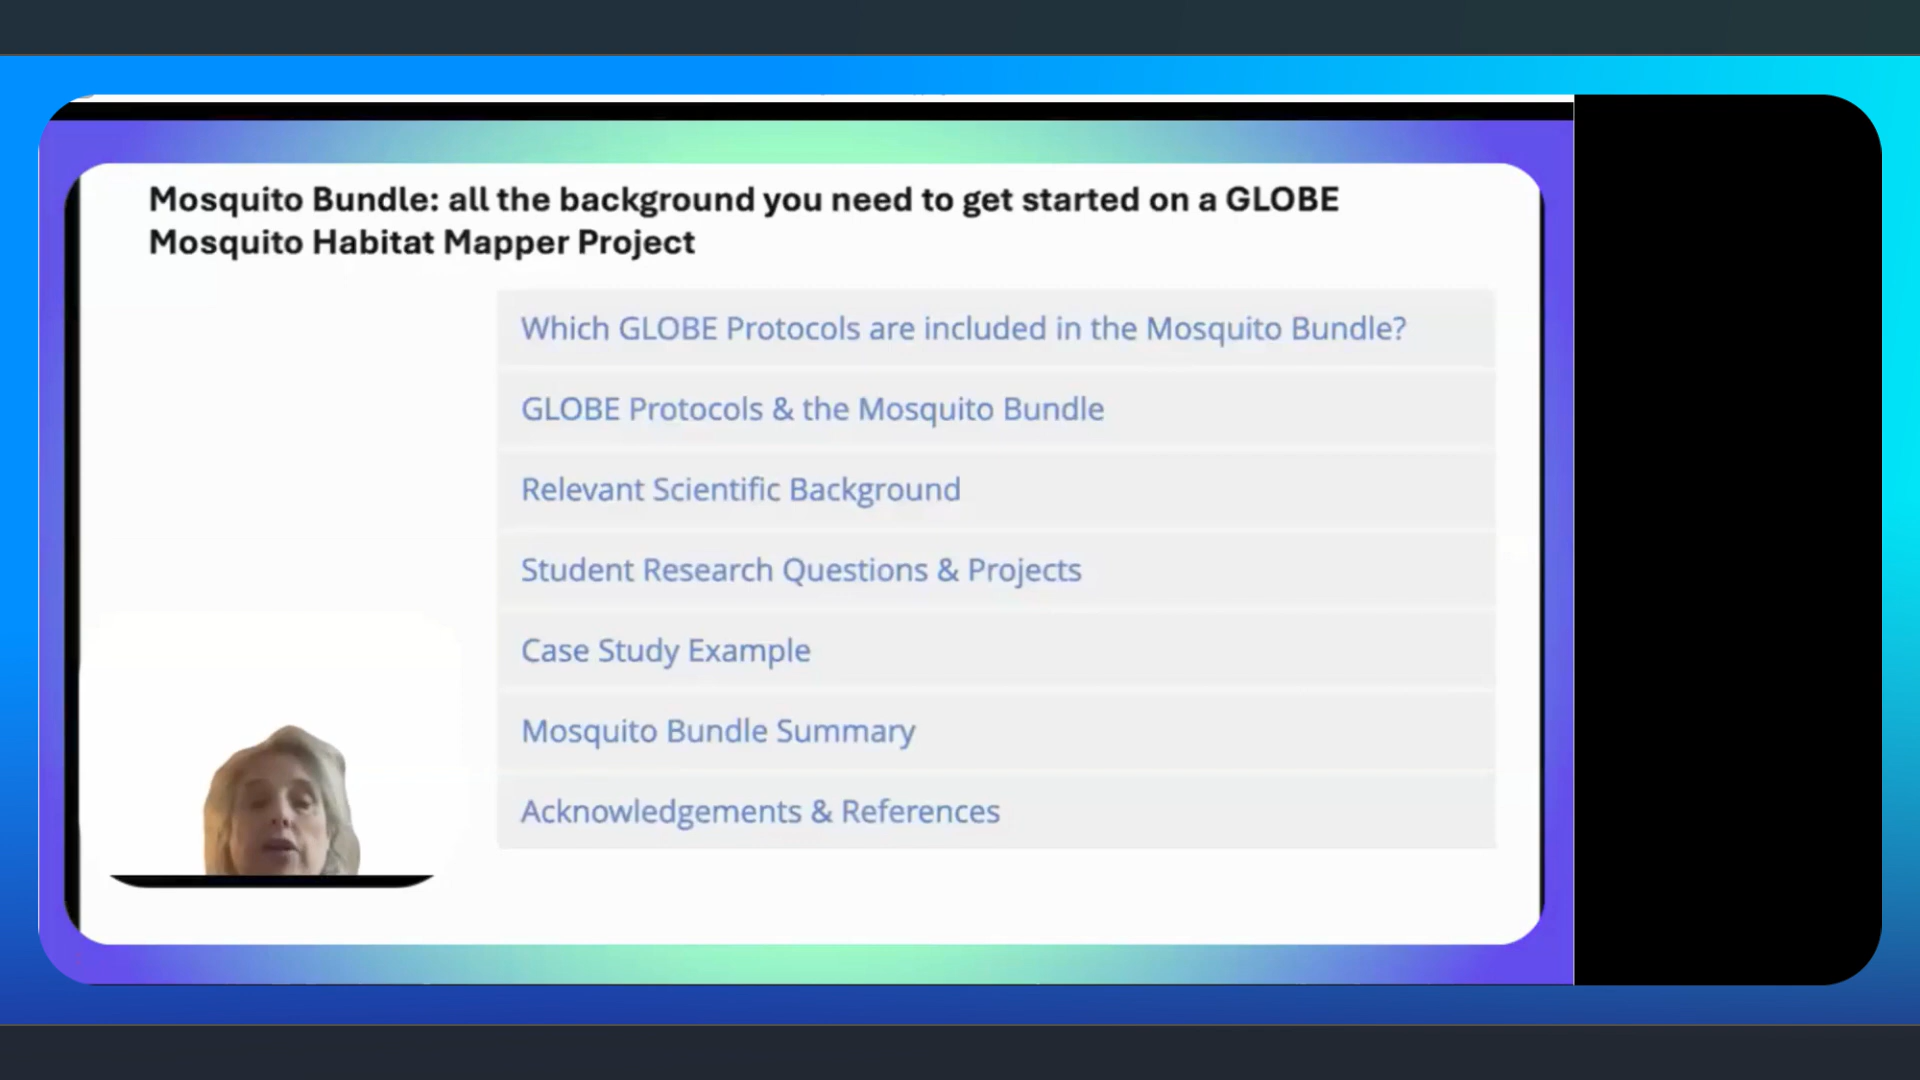 Mosquito Bundle: all the background you need to get started on a GLOBE
Mosquito Habitat Mapper Project
Which GLOBE Protocols are included in the Mosquito Bundle?
GLOBE Protocols & the Mosquito Bundle
Relevant Scientific Background
Student Research Questions & Projects
Case Study Example
Mosquito Bundle Summary
Acknowledgements & References